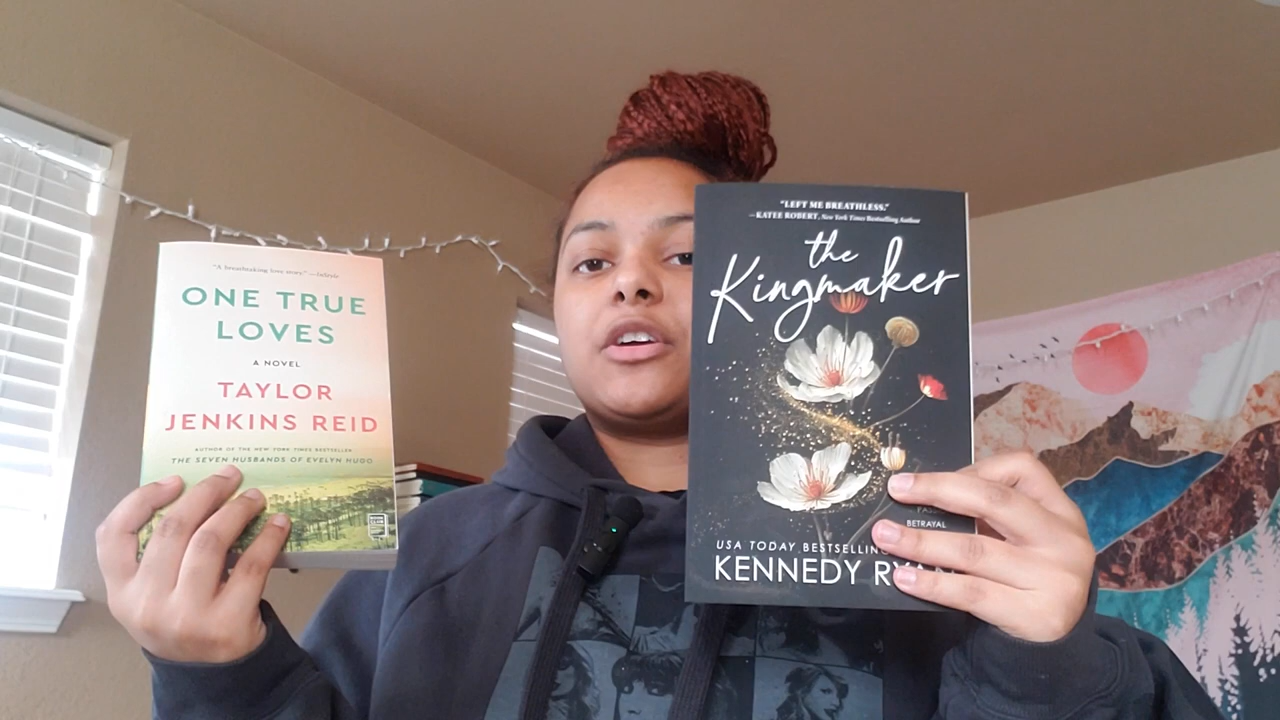 "A breathtaking love story."
ONE TRUE
LOVES
A NOVEL
TAYLOR
JENKINS REID
AUTHOR OF THE NEW YORK TIMES BESTSELLER
THE SEVEN HUSBANDS OF EVELYN HUGO
"LEFT ME BREATHLESS."
—KATEE ROBERT, New York Times Bestselling Author
the
Kingmaker
BETRAYAL
USA TODAY BESTSELLING
KENNEDY RYAN